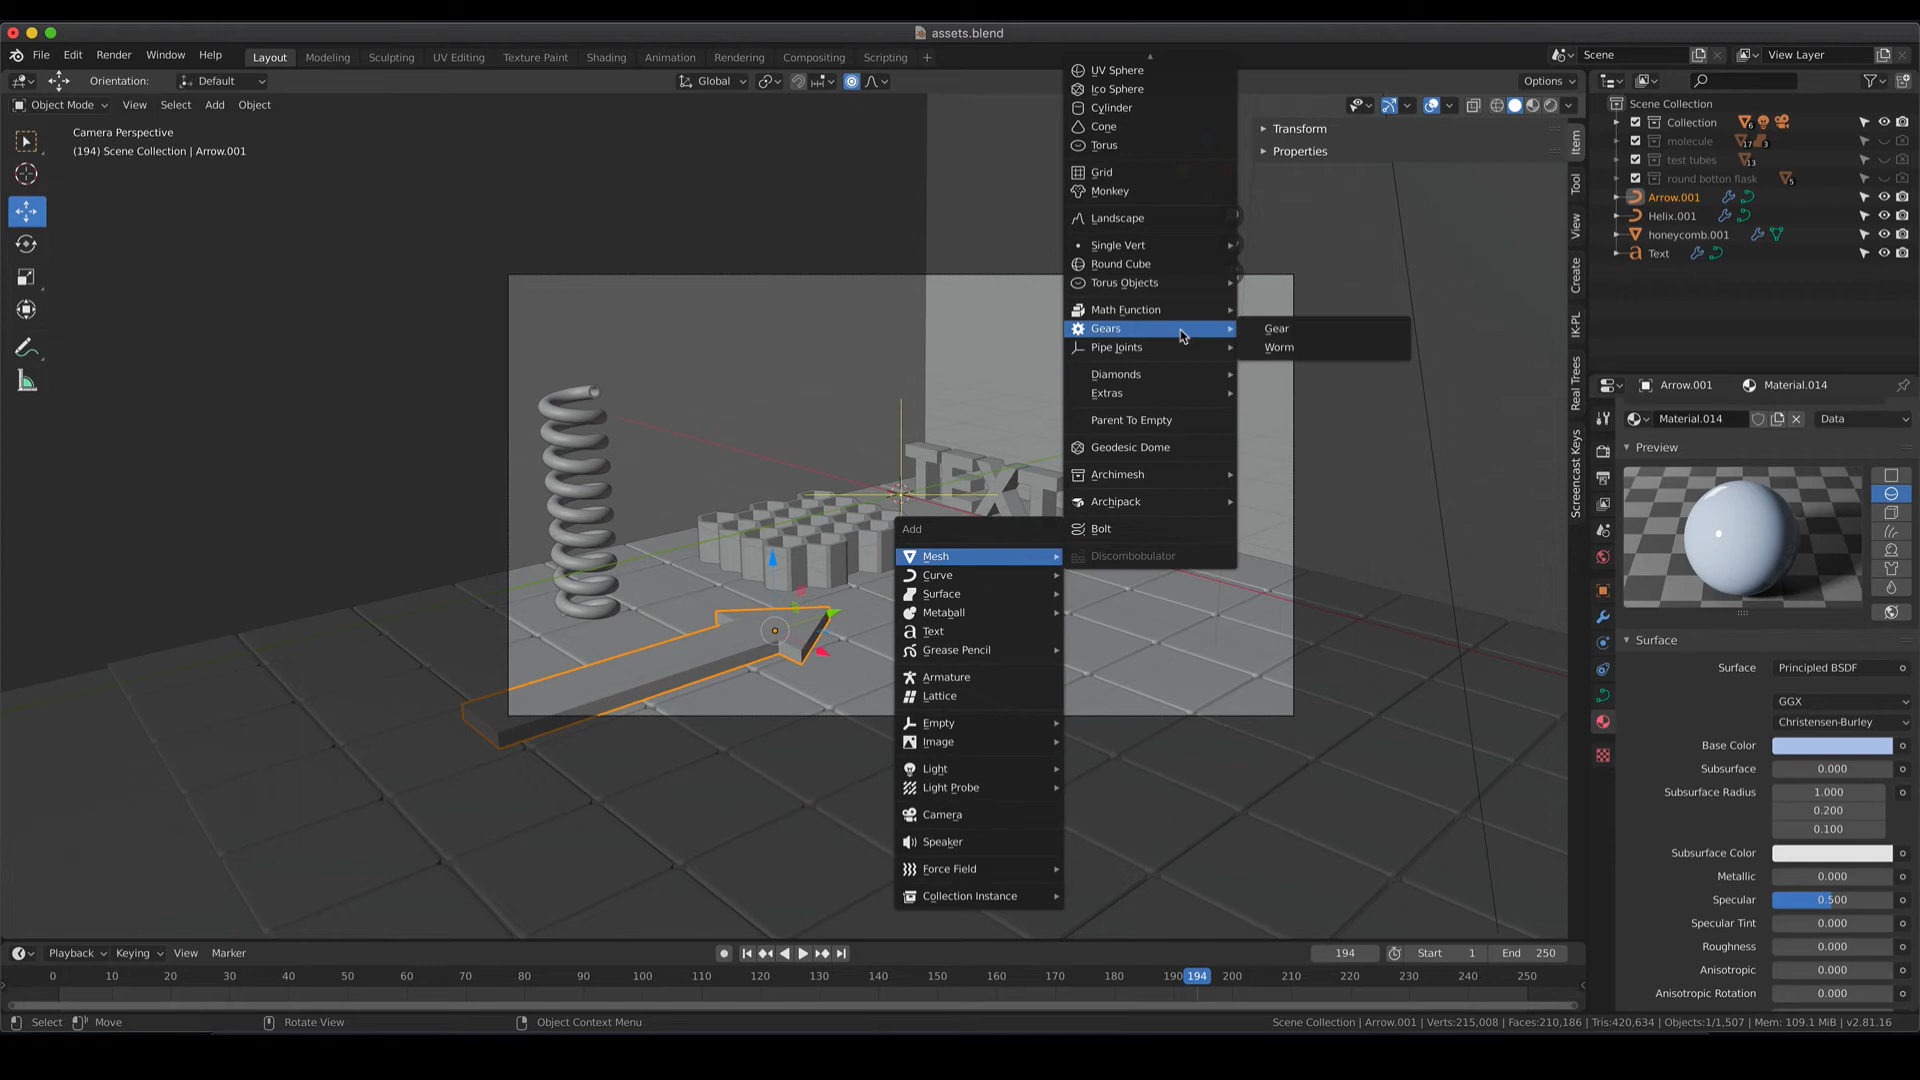 assets.blend
File Edit Render Window Help
Layout Modeling Sculpting UV Editing Texture Paint Shading Animation Rendering Compositing Scripting +
Scene
View Layer
Orientation: Default
Global
Options
Object Mode View Select Add Object
Camera Perspective
(194) Scene Collection | Arrow.001
UV Sphere
Ico Sphere
Cylinder
Cone
Torus
Grid
Monkey
Landscape
Single Vert
Round Cube
Torus Objects
Math Function
Gears
Pipe Joints
Diamonds
Extras
Parent To Empty
Geodesic Dome
Archimesh
Archipack
Bolt
Discombobulator
Gear
Worm
TEXT
Add
Mesh
Curve
Surface
Metaball
Text
Grease Pencil
Armature
Lattice
Empty
Image
Light
Light Probe
Camera
Speaker
Force Field
Collection Instance
Transform
Properties
Item
Tool
View
Create
IK-PL
Real Trees
Screencast Keys
Scene Collection
Collection 6
molecule 17 3
test tubes 13
round botton flask 5
Arrow.001
Helix.001
honeycomb.001
Text
Arrow.001 Material.014
Material.014 Data
Preview
Surface
Surface Principled BSDF
GGX
Christensen-Burley
Base Color
Subsurface 0.000
Subsurface Radius 1.000
0.200
0.100
Subsurface Color
Metallic 0.000
Specular 0.500
Specular Tint 0.000
Roughness 0.000
Anisotropic 0.000
Anisotropic Rotation 0.000
Playback Keying View Marker
194 Start 1 End 250
0 10 20 30 40 50 60 70 80 90 100 110 120 130 140 150 160 170 180 190 194 200 210 220 230 240 250
Select Move Rotate View Object Context Menu
Scene Collection | Arrow.001 | Verts:215,008 | Faces:210,186 | Tris:420,634 | Objects:1/1,507 | Mem: 109.1 MiB | v2.81.16